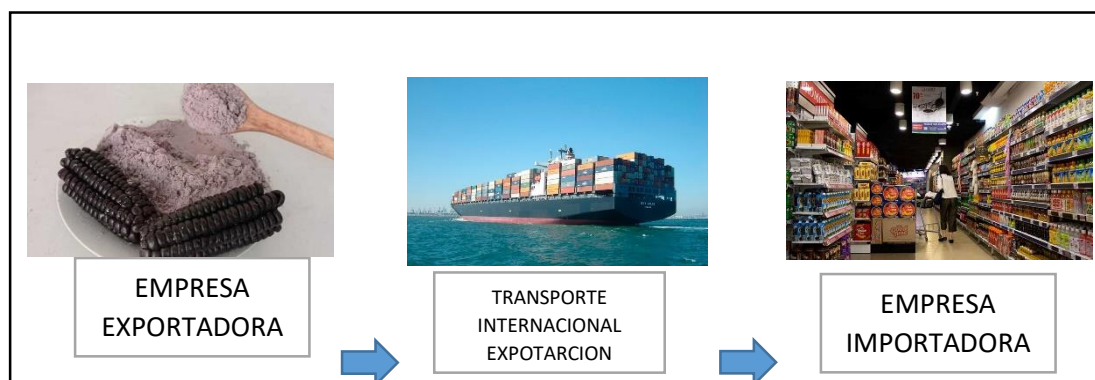 EMPRESA
EXPORTADORA
TRANSPORTE
INTERNACIONAL
EXPOTARCION
EMPRESA
IMPORTADORA